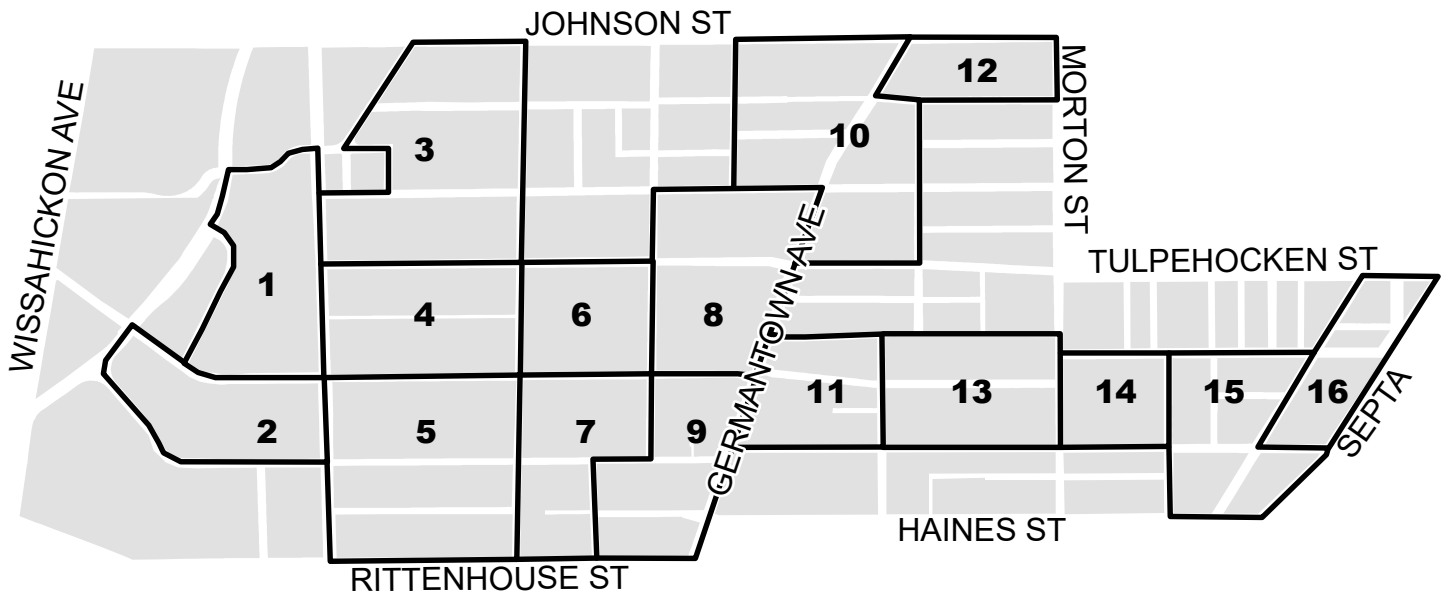 JOHNSON ST
WISSAHICKON AVE
MORTON ST
12
3
10
TULPEHOCKEN ST
1
4
6
8
GERMANTOWN AVE
11
13
14
15
16
SEPTA
2
5
7
9
HAINES ST
RITTENHOUSE ST